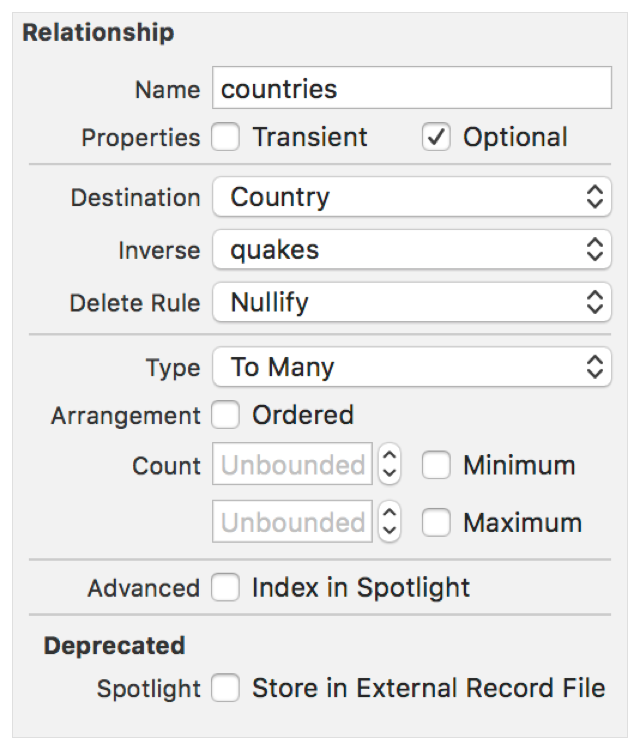 Relationship
Name countries
Properties Transient Optional
Destination Country
Inverse quakes
Delete Rule Nullify
Type To Many
Arrangement Ordered
Count Unbounded Minimum
Unbounded Maximum
Advanced Index in Spotlight
Deprecated
Spotlight Store in External Record File